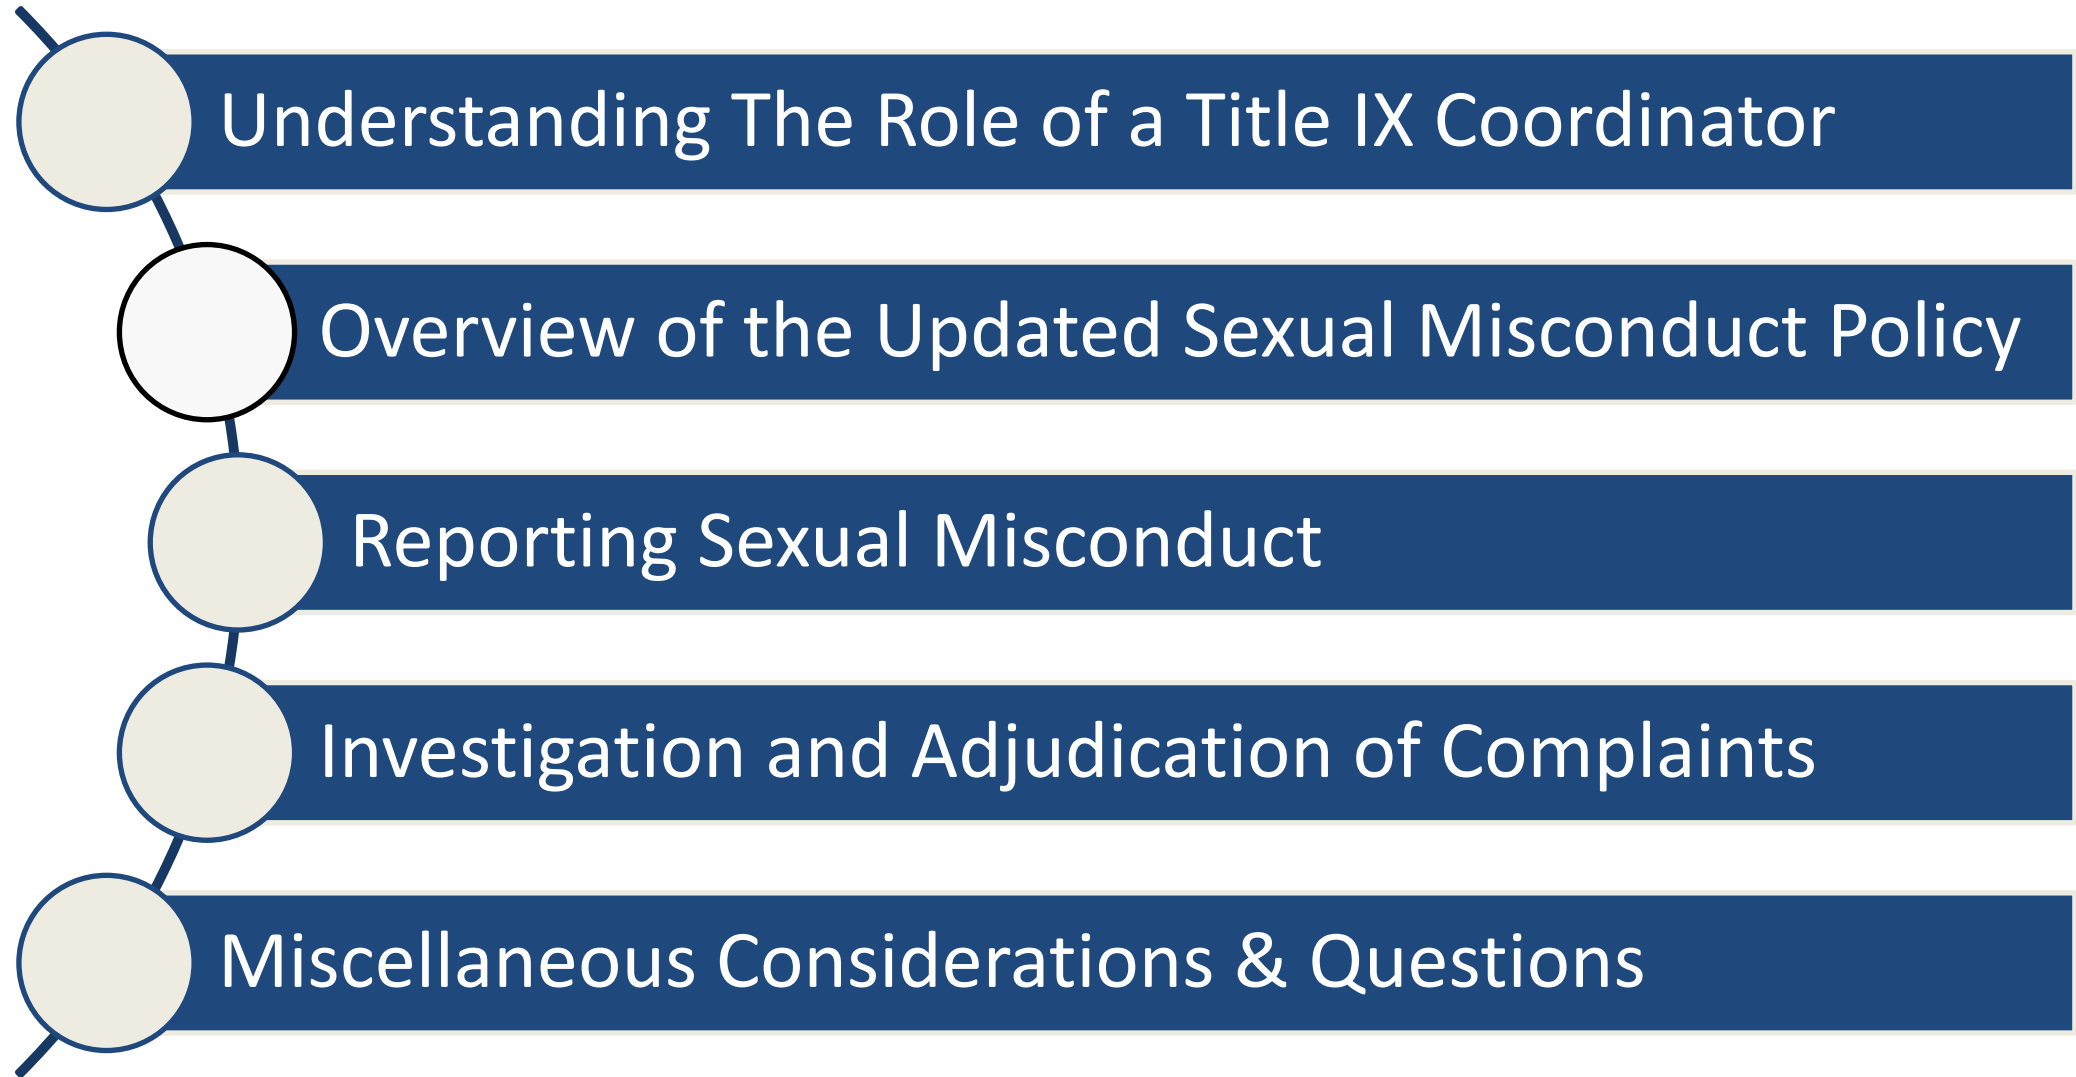 Understanding The Role of a Title IX Coordinator
Overview of the Updated Sexual Misconduct Policy
Reporting Sexual Misconduct
Investigation and Adjudication of Complaints
Miscellaneous Considerations & Questions